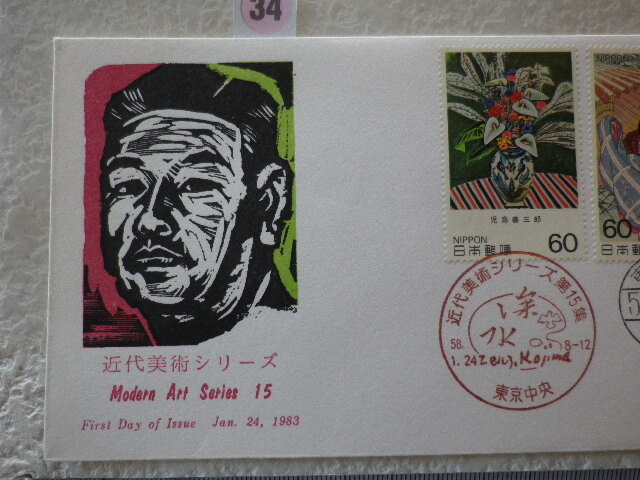 34
児島善三郎
NIPPON
日本郵便
60
NIPPON
60
日本郵便
近代美術シリーズ第15集
58.
8-12
1.24
Zen. Kojima
東京中央
近代美術シリーズ
Modern Art Series 15
First Day of Issue Jan. 24, 1983